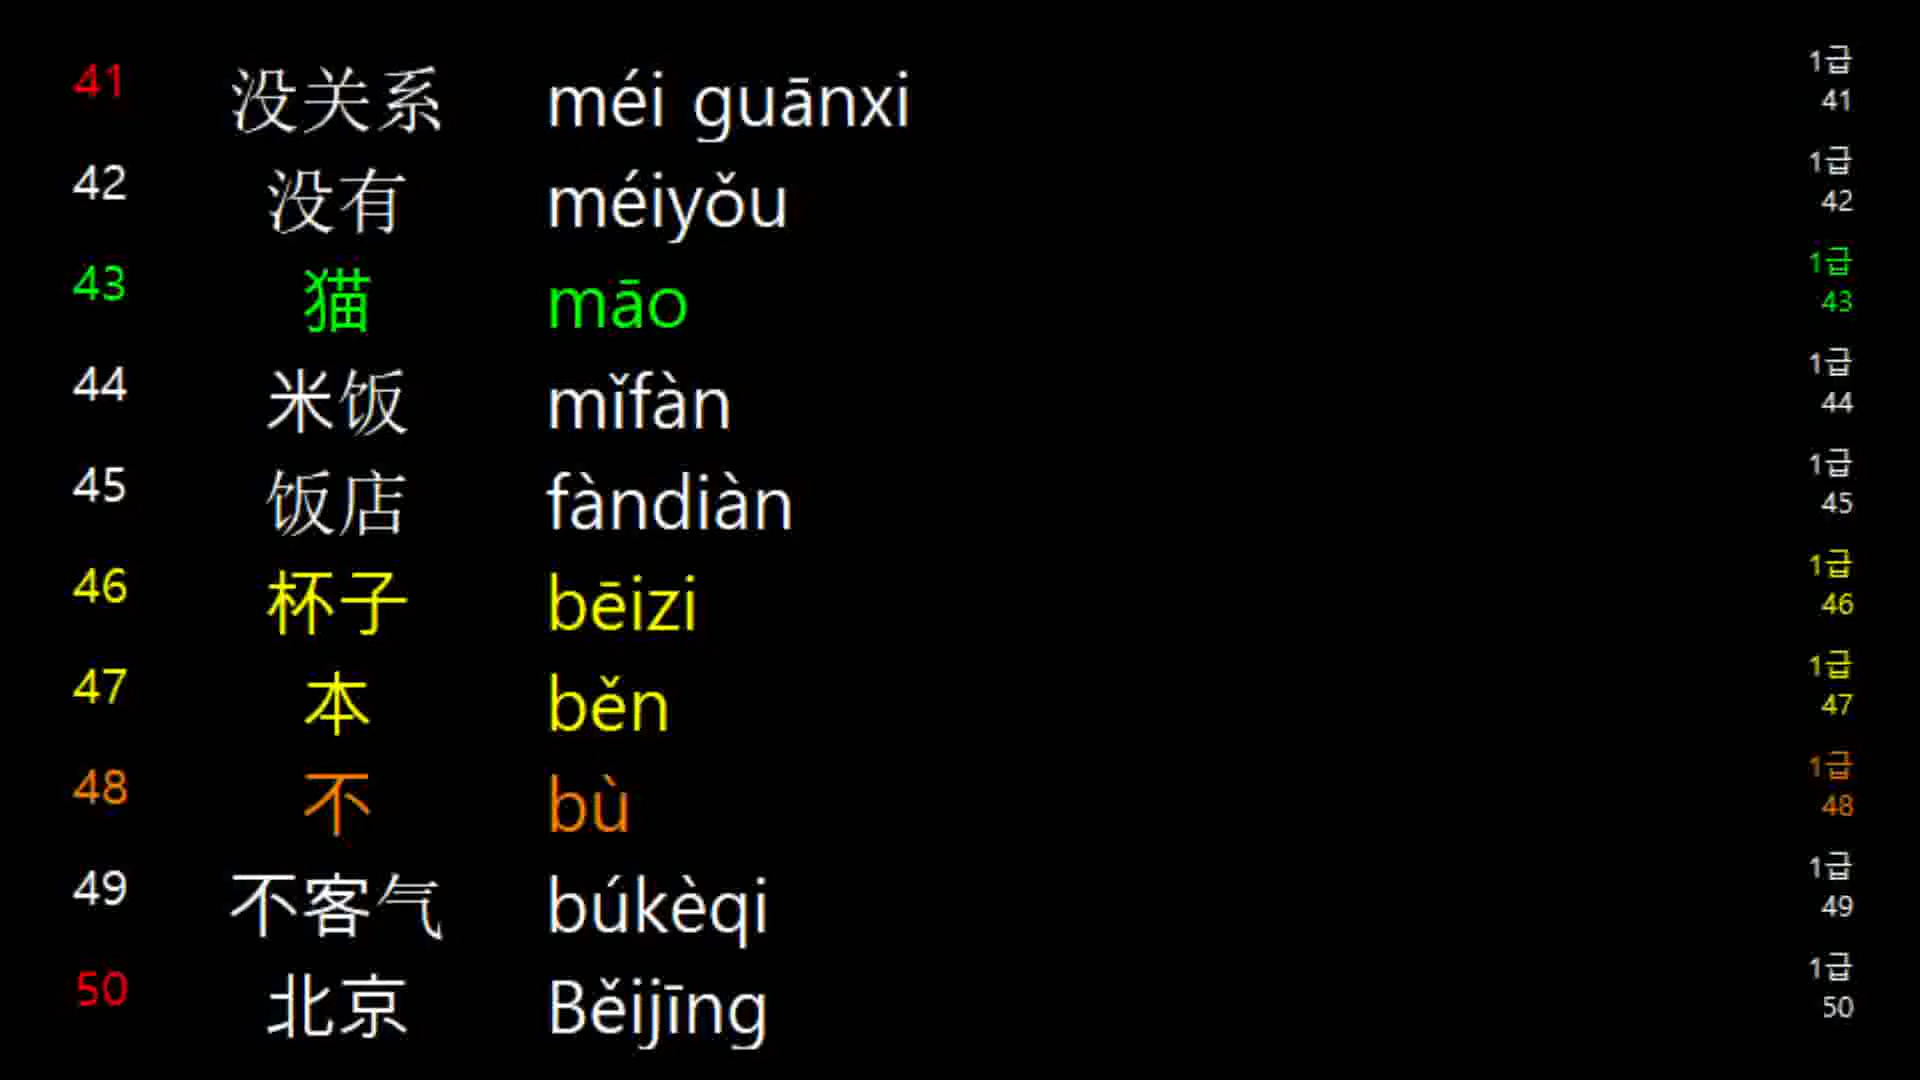 41 没关系 méi guānxi 1급 41
42 没有 méiyǒu 1급 42
43 猫 māo 1급 43
44 米饭 mǐfàn 1급 44
45 饭店 fàndiàn 1급 45
46 杯子 bēizi 1급 46
47 本 běn 1급 47
48 不 bù 1급 48
49 不客气 búkèqi 1급 49
50 北京 Běijīng 1급 50